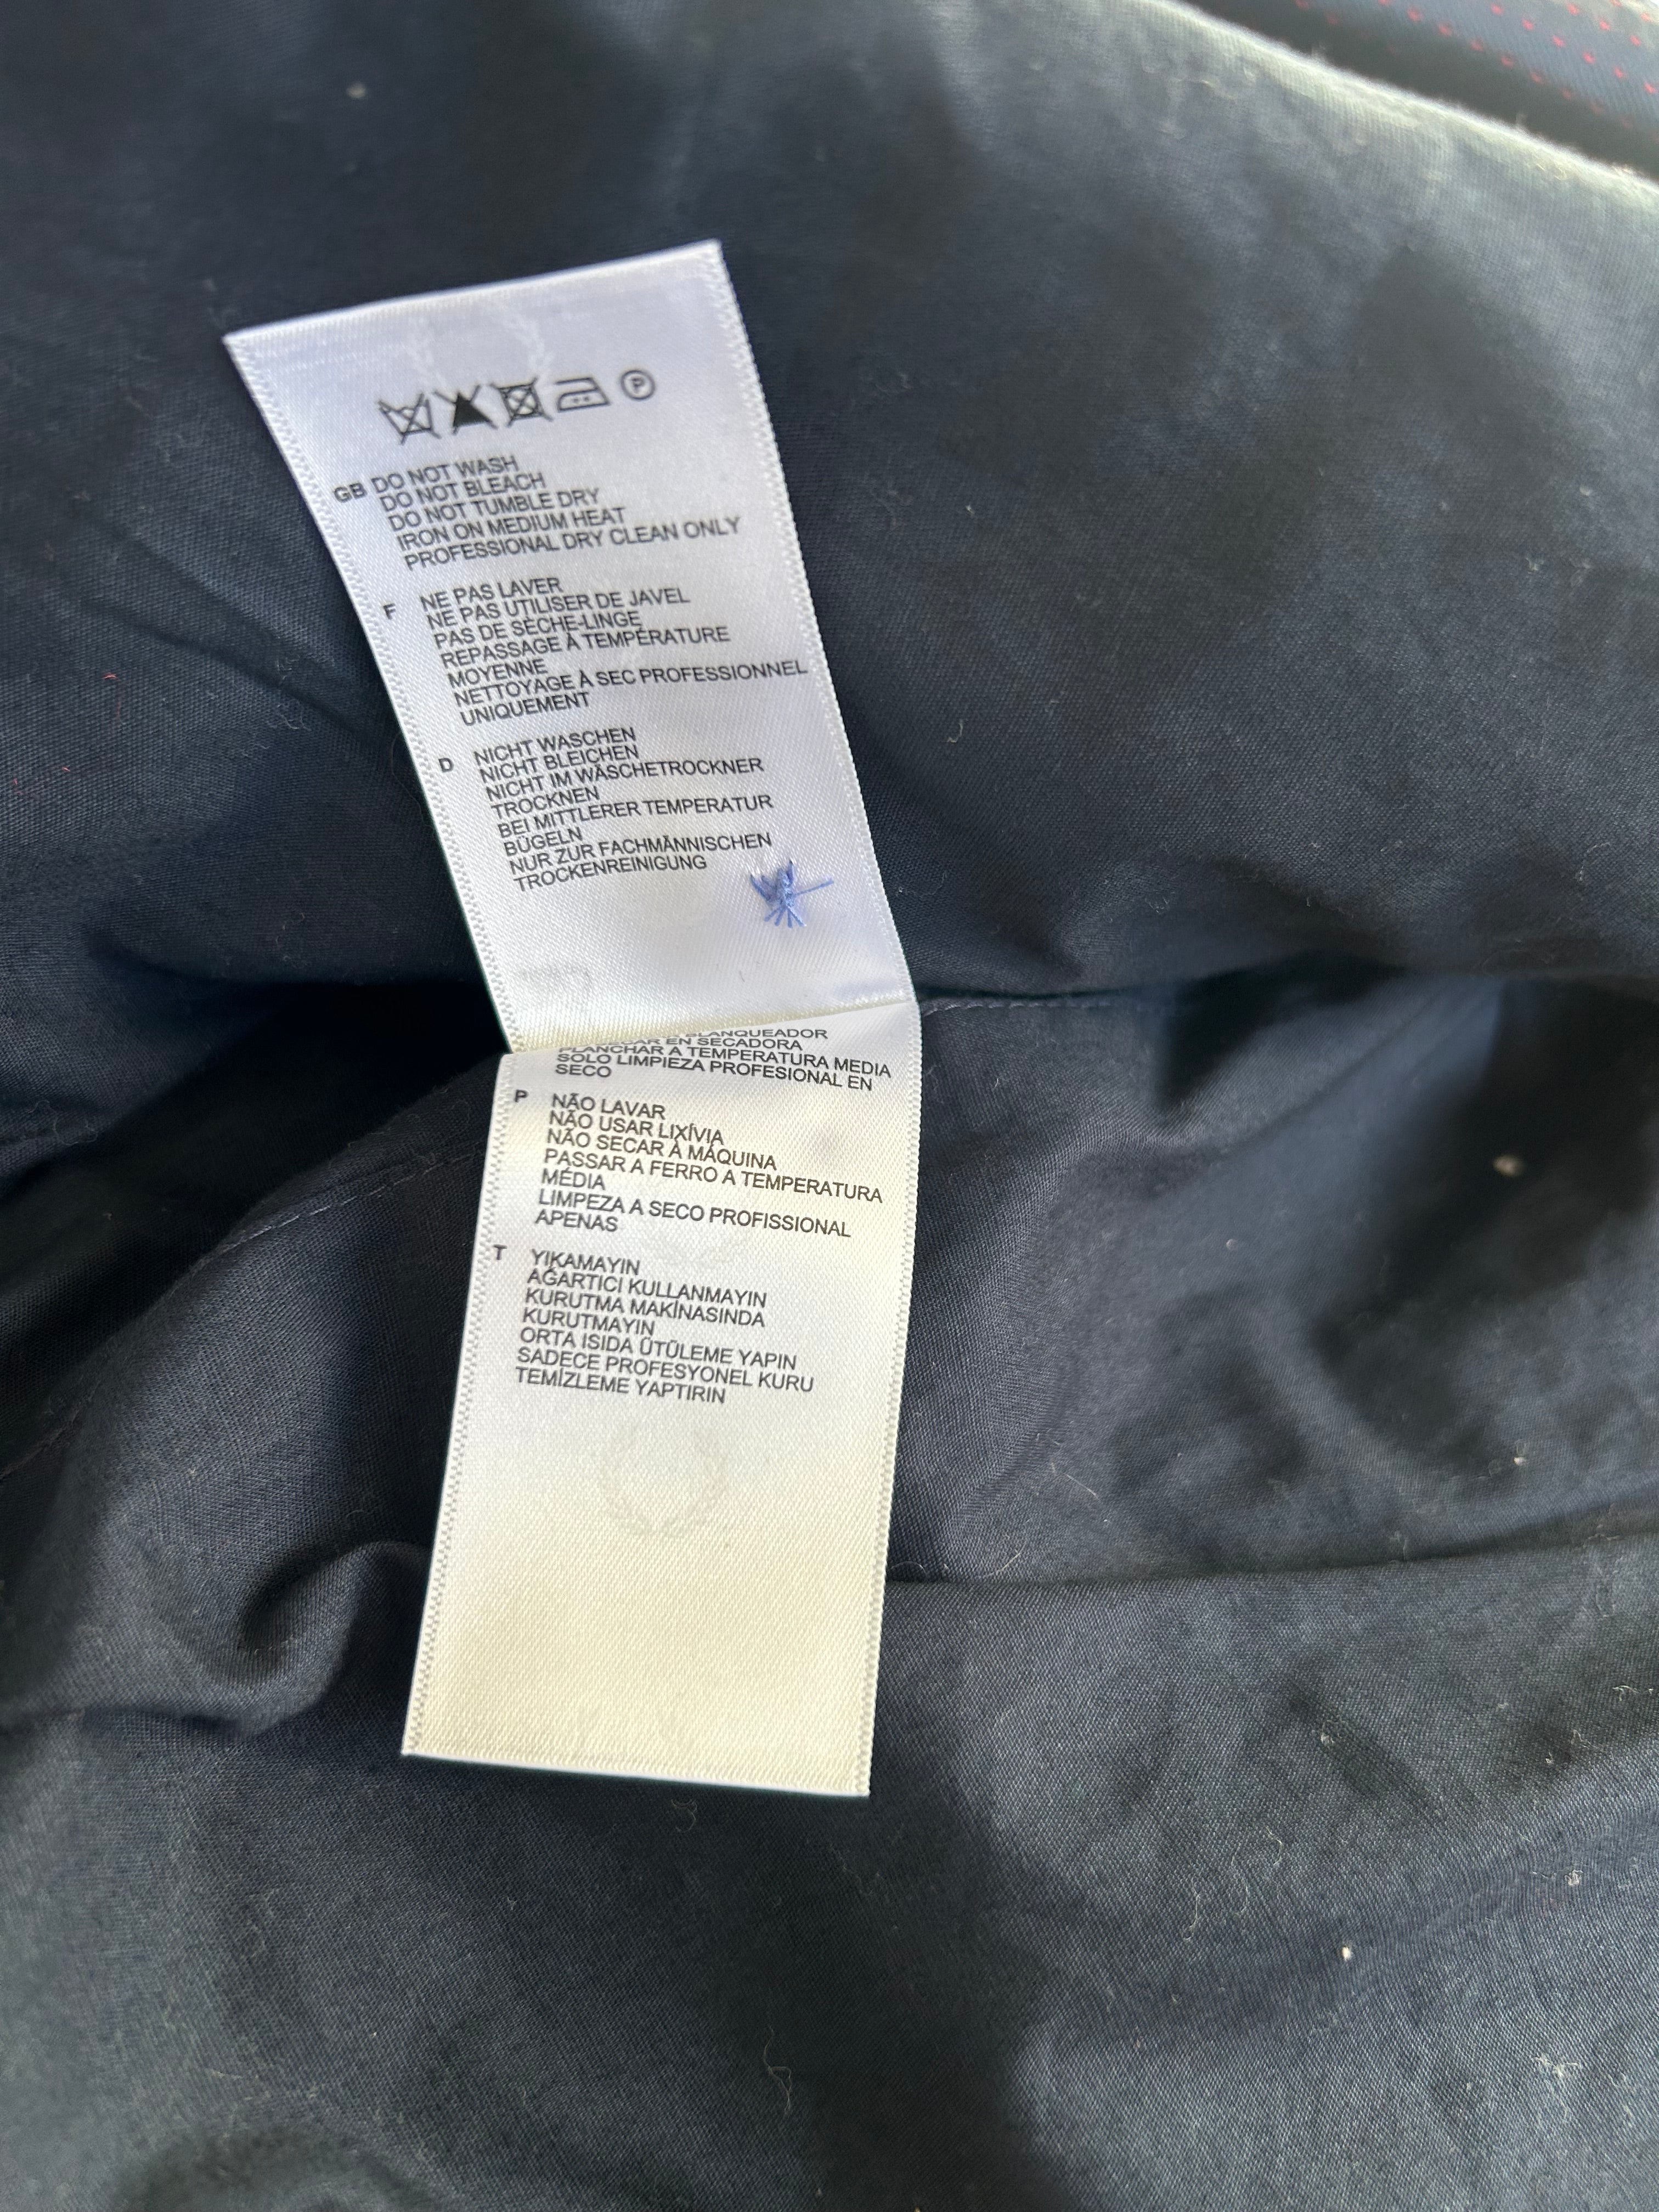 P
GB DO NOT WASH
DO NOT BLEACH
DO NOT TUMBLE DRY
IRON ON MEDIUM HEAT
PROFESSIONAL DRY CLEAN ONLY
F NE PAS LAVER
NE PAS UTILISER DE JAVEL
PAS DE SÈCHE-LINGE
REPASSAGE À TEMPÉRATURE
MOYENNE
NETTOYAGE À SEC PROFESSIONNEL
UNIQUEMENT
D NICHT WASCHEN
NICHT BLEICHEN
NICHT IM WÄSCHETROCKNER
TROCKNEN
BEI MITTLERER TEMPERATUR
BÜGELN
NUR ZUR FACHMÄNNISCHEN
TROCKENREINIGUNG
BLANQUEADOR
EN SECADORA
PLANCHAR A TEMPERATURA MEDIA
SOLO LIMPIEZA PROFESIONAL EN
SECO
P NÃO LAVAR
NÃO USAR LIXÍVIA
NÃO SECAR À MÁQUINA
PASSAR A FERRO A TEMPERATURA
MÉDIA
LIMPEZA A SECO PROFISSIONAL
APENAS
T YIKAMAYIN
AĞARTICI KULLANMAYIN
KURUTMA MAKİNASINDA
KURUTMAYIN
ORTA ISIDA ÜTÜLEME YAPIN
SADECE PROFESYONEL KURU
TEMİZLEME YAPTIRIN